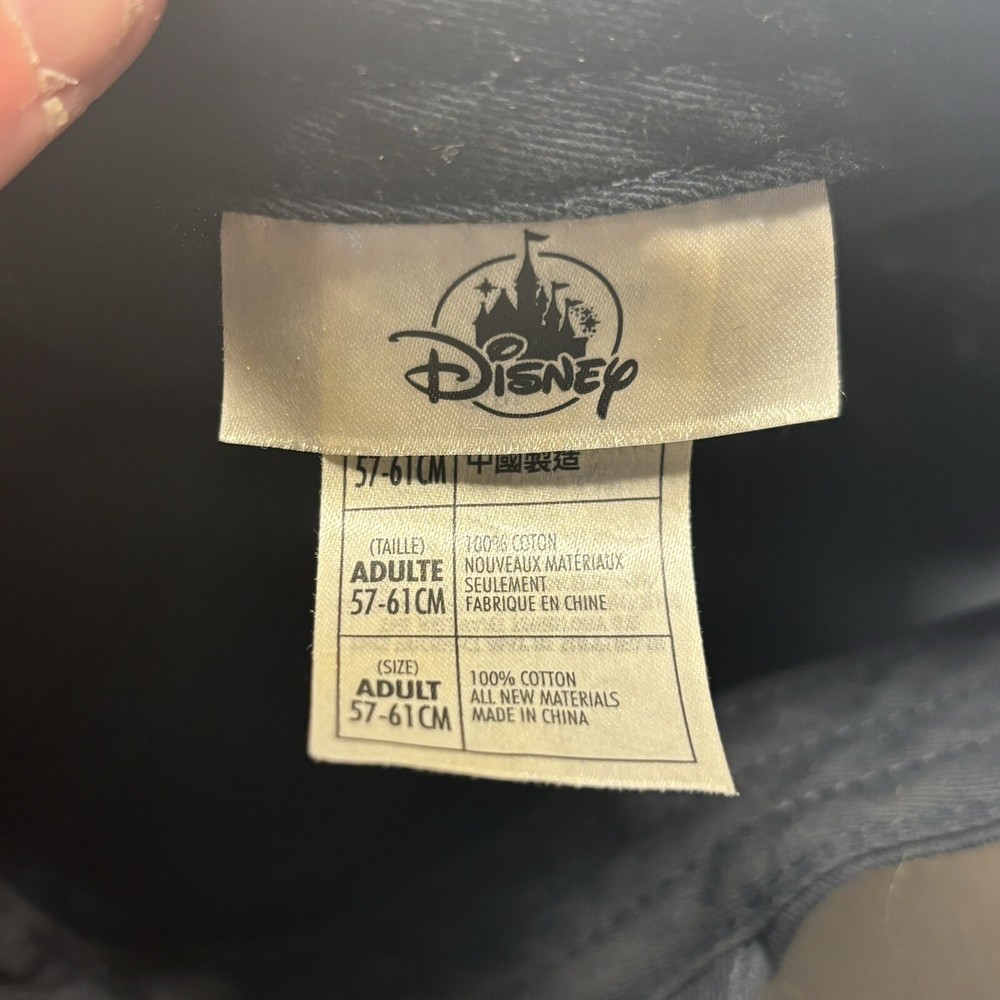 Disney
57-61CM
中國製造
(TAILLE)
ADULTE
57-61CM
100% COTON
NOUVEAUX MATÉRIAUX
SEULEMENT
FABRIQUE EN CHINE
(SIZE)
ADULT
57-61CM
100% COTTON
ALL NEW MATERIALS
MADE IN CHINA